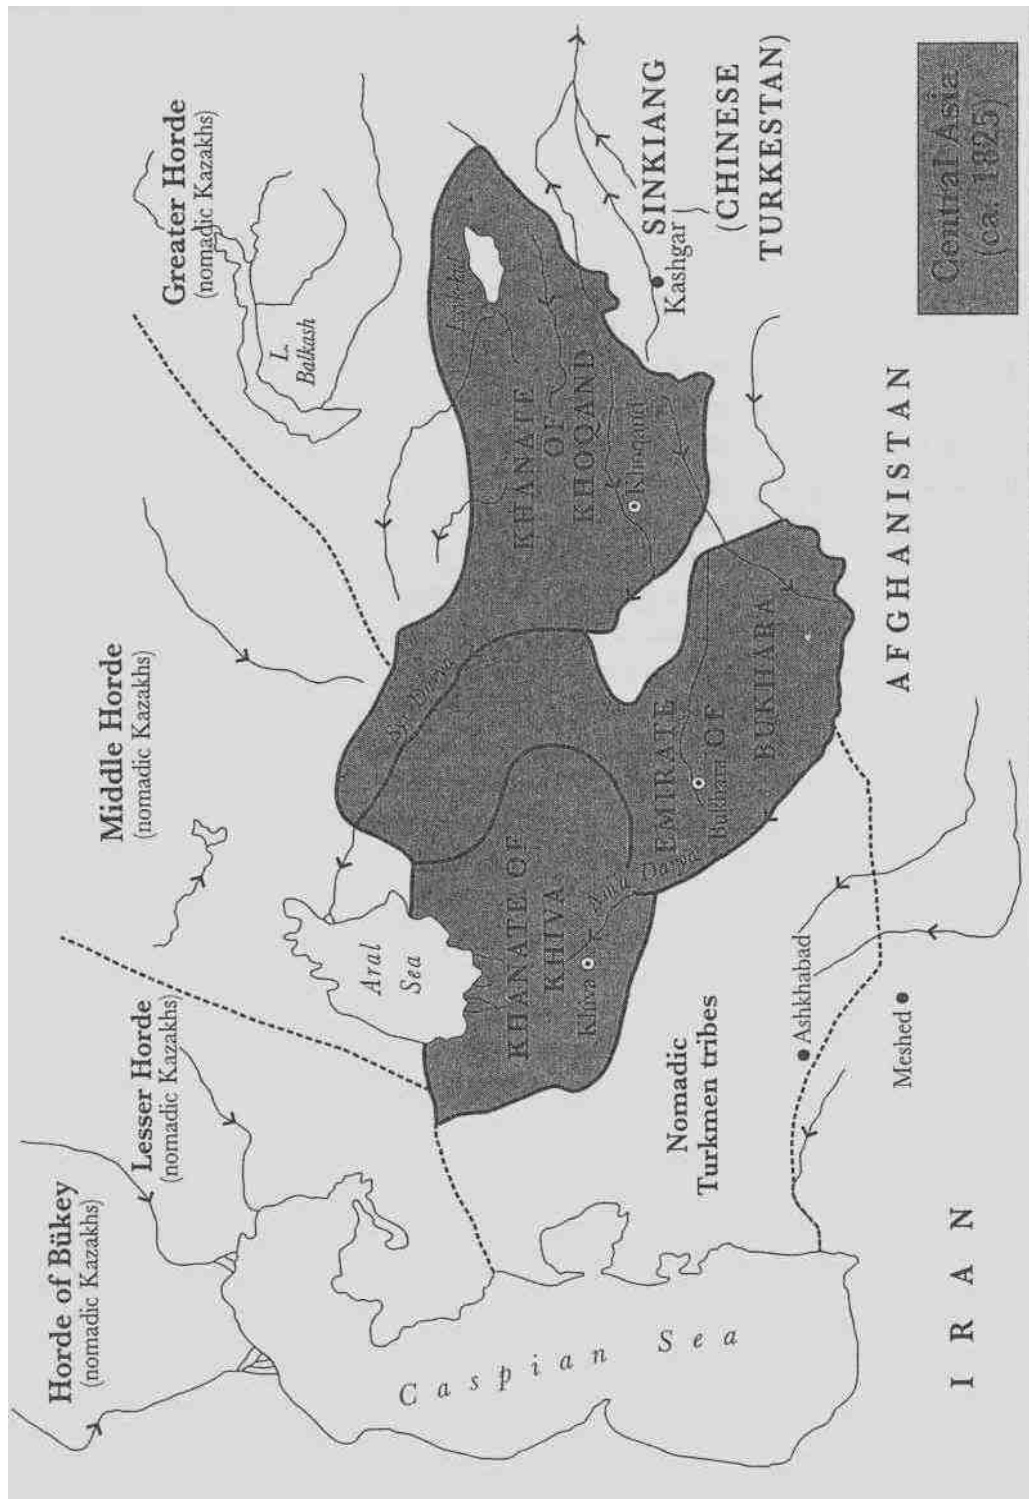 Horde of Bükey
(nomadic Kazakhs)
Lesser Horde
(nomadic Kazakhs)
Middle Horde
(nomadic Kazakhs)
Greater Horde
(nomadic Kazakhs)
L.
Balkash
Aral
Sea
Syr Darya
Issik-kul
KHANATE
OF
KHOQAND
Khoqand
SINKIANG
(CHINESE
TURKESTAN)
Kashgar
KHANATE OF
KHIVA
Khiva
Amu Darya
EMIRATE
OF
BUKHARA
Bukhara
Caspian Sea
Nomadic
Turkmen tribes
Ashkhabad
Meshed
IRAN
AFGHANISTAN
Central Asia
(ca. 1825)